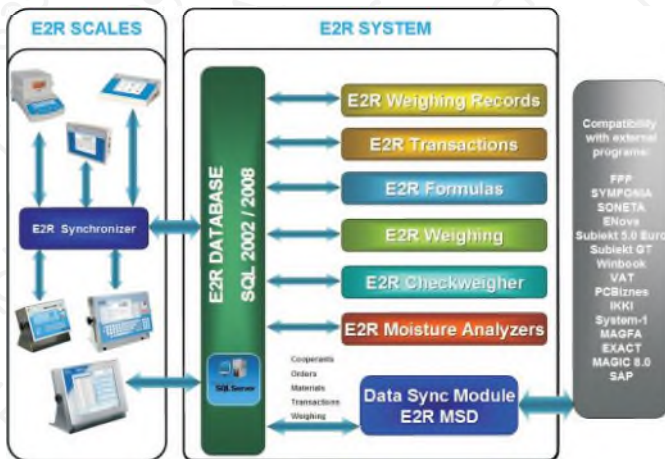 E2R SCALES
E2R Synchronizer
E2R SYSTEM
E2R DATABASE
SQL 2002 / 2008
SQL Server
E2R Weighing Records
E2R Transactions
E2R Formulas
E2R Weighing
E2R Checkweigher
E2R Moisture Analyzers
Cooperants
Orders
Materials
Transactions
Weighing
Data Sync Module
E2R MSD
Compatibility
with external
programs:
FPP
SYMFONIA
SONETA
ENova
Subiekt 5.0 Euro
Subiekt GT
Winbook
VAT
PCBiznes
IKKI
System-1
MAGFA
EXACT
MAGIC 8.0
SAP